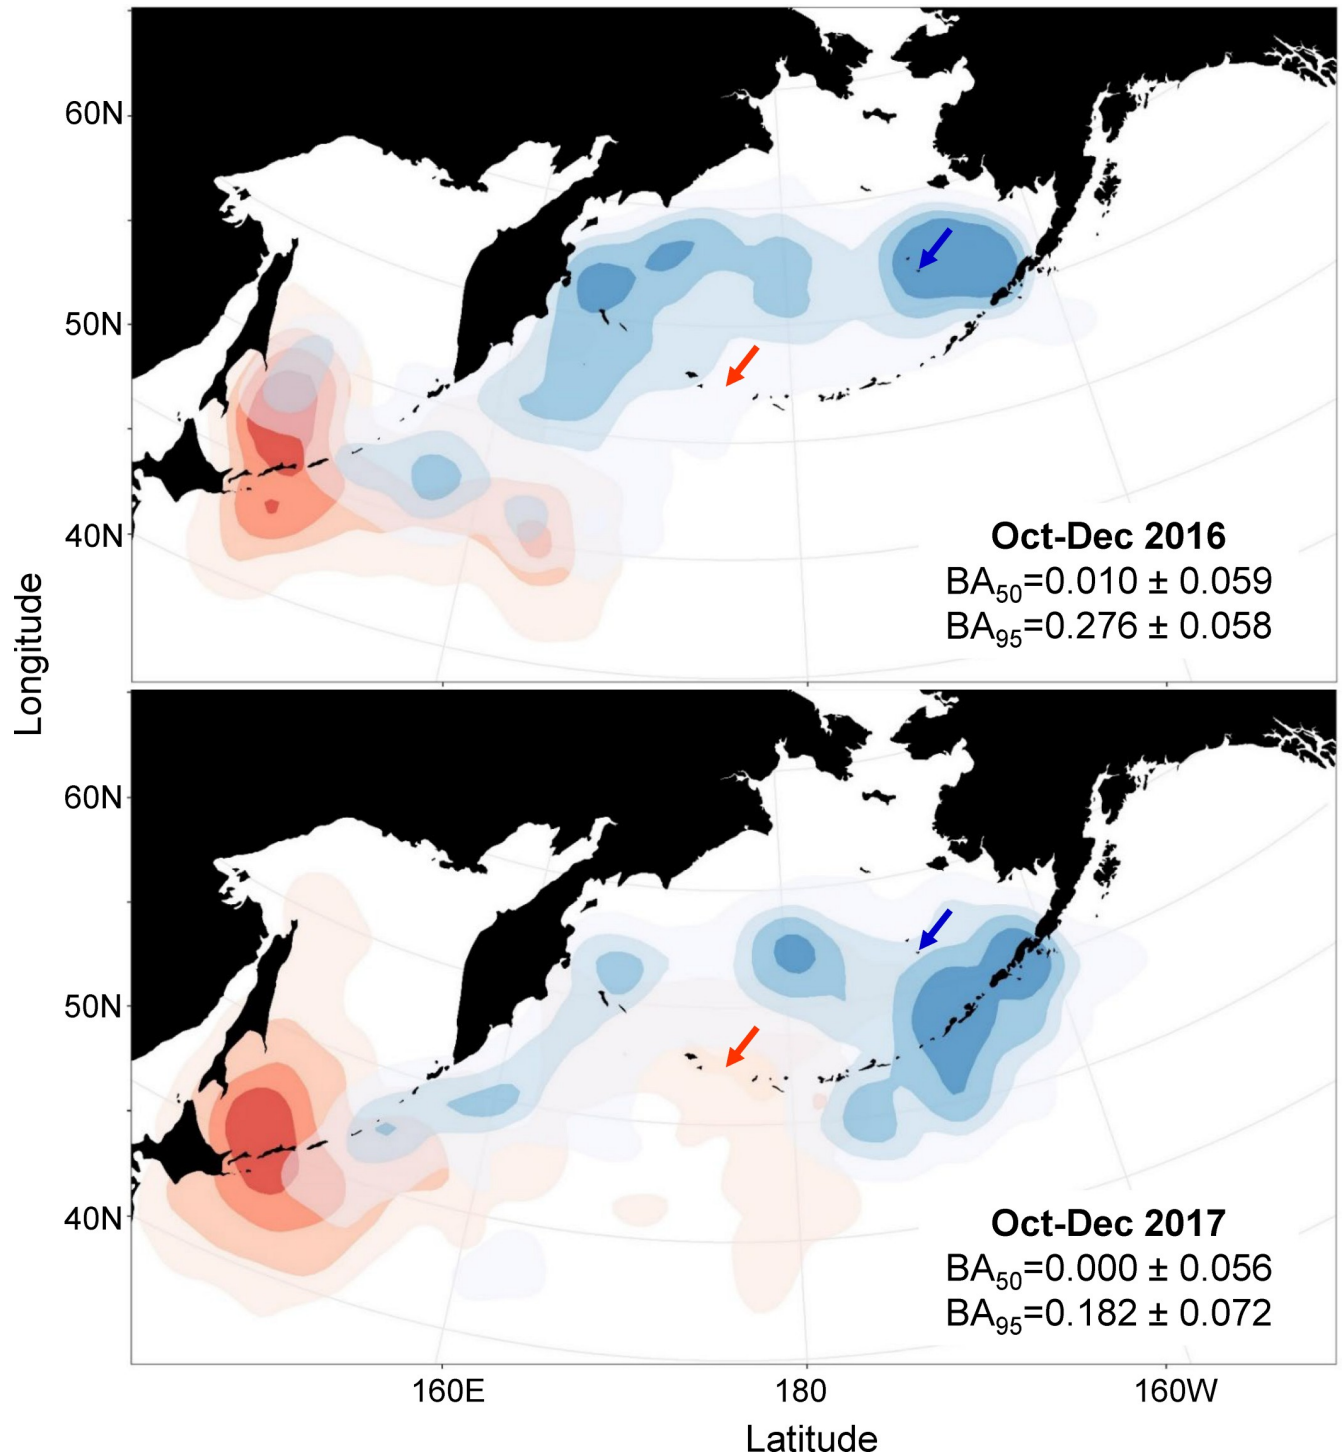 60N
50N
40N
Oct-Dec 2016
BA50=0.010 ± 0.059
BA95=0.276 ± 0.058
Longitude
60N
50N
40N
Oct-Dec 2017
BA50=0.000 ± 0.056
BA95=0.182 ± 0.072
160E 180 160W
Latitude